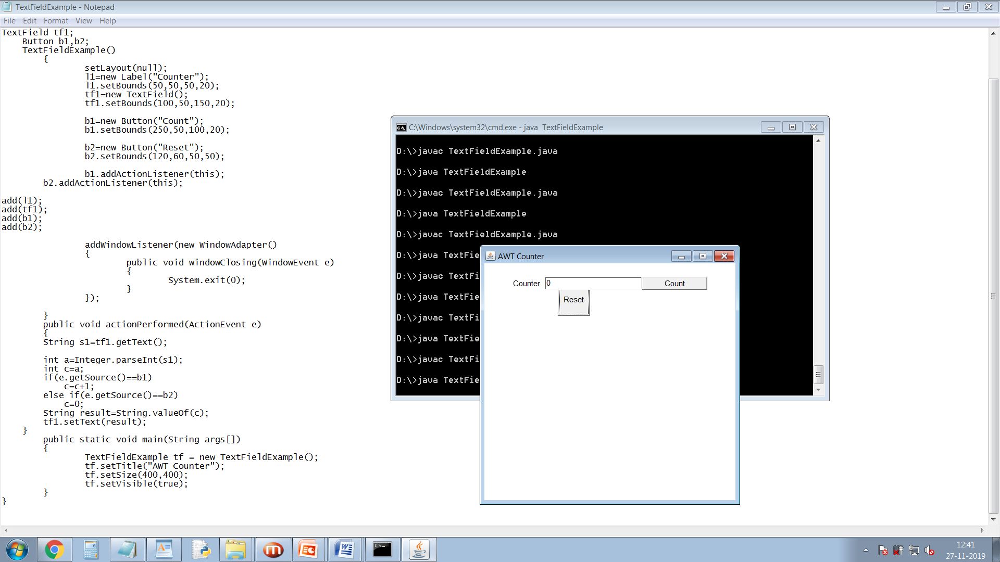 TextFieldExample - Notepad
File Edit Format View Help
TextField tf1;
Button b1,b2;
TextFieldExample()
{
setLayout(null);
l1=new Label("Counter");
l1.setBounds(50,50,50,20);
tf1=new TextField();
tf1.setBounds(100,50,150,20);
b1=new Button("Count");
b1.setBounds(250,50,100,20);
b2=new Button("Reset");
b2.setBounds(120,60,50,50);
b1.addActionListener(this);
b2.addActionListener(this);
add(l1);
add(tf1);
add(b1);
add(b2);
addWindowListener(new WindowAdapter()
{
public void windowClosing(WindowEvent e)
{
System.exit(0);
}
});
}
public void actionPerformed(ActionEvent e)
{
String s1=tf1.getText();
int a=Integer.parseInt(s1);
int c=a;
if(e.getSource()==b1)
c=c+1;
else if(e.getSource()==b2)
c=0;
String result=String.valueOf(c);
tf1.setText(result);
}
public static void main(String args[])
{
TextFieldExample tf = new TextFieldExample();
tf.setTitle("AWT Counter");
tf.setSize(400,400);
tf.setVisible(true);
}
}
C:\Windows\system32\cmd.exe - java TextFieldExample
D:\>javac TextFieldExample.java
D:\>java TextFieldExample
D:\>javac TextFieldExample.java
D:\>java TextFieldExample
D:\>javac TextFieldExample.java
D:\>java TextFie
D:\>javac TextFi
D:\>java TextFie
D:\>javac TextFi
D:\>java TextFie
D:\>javac TextFi
D:\>java TextFie
AWT Counter
Counter 0 Count
Reset
12:41
27-11-2019